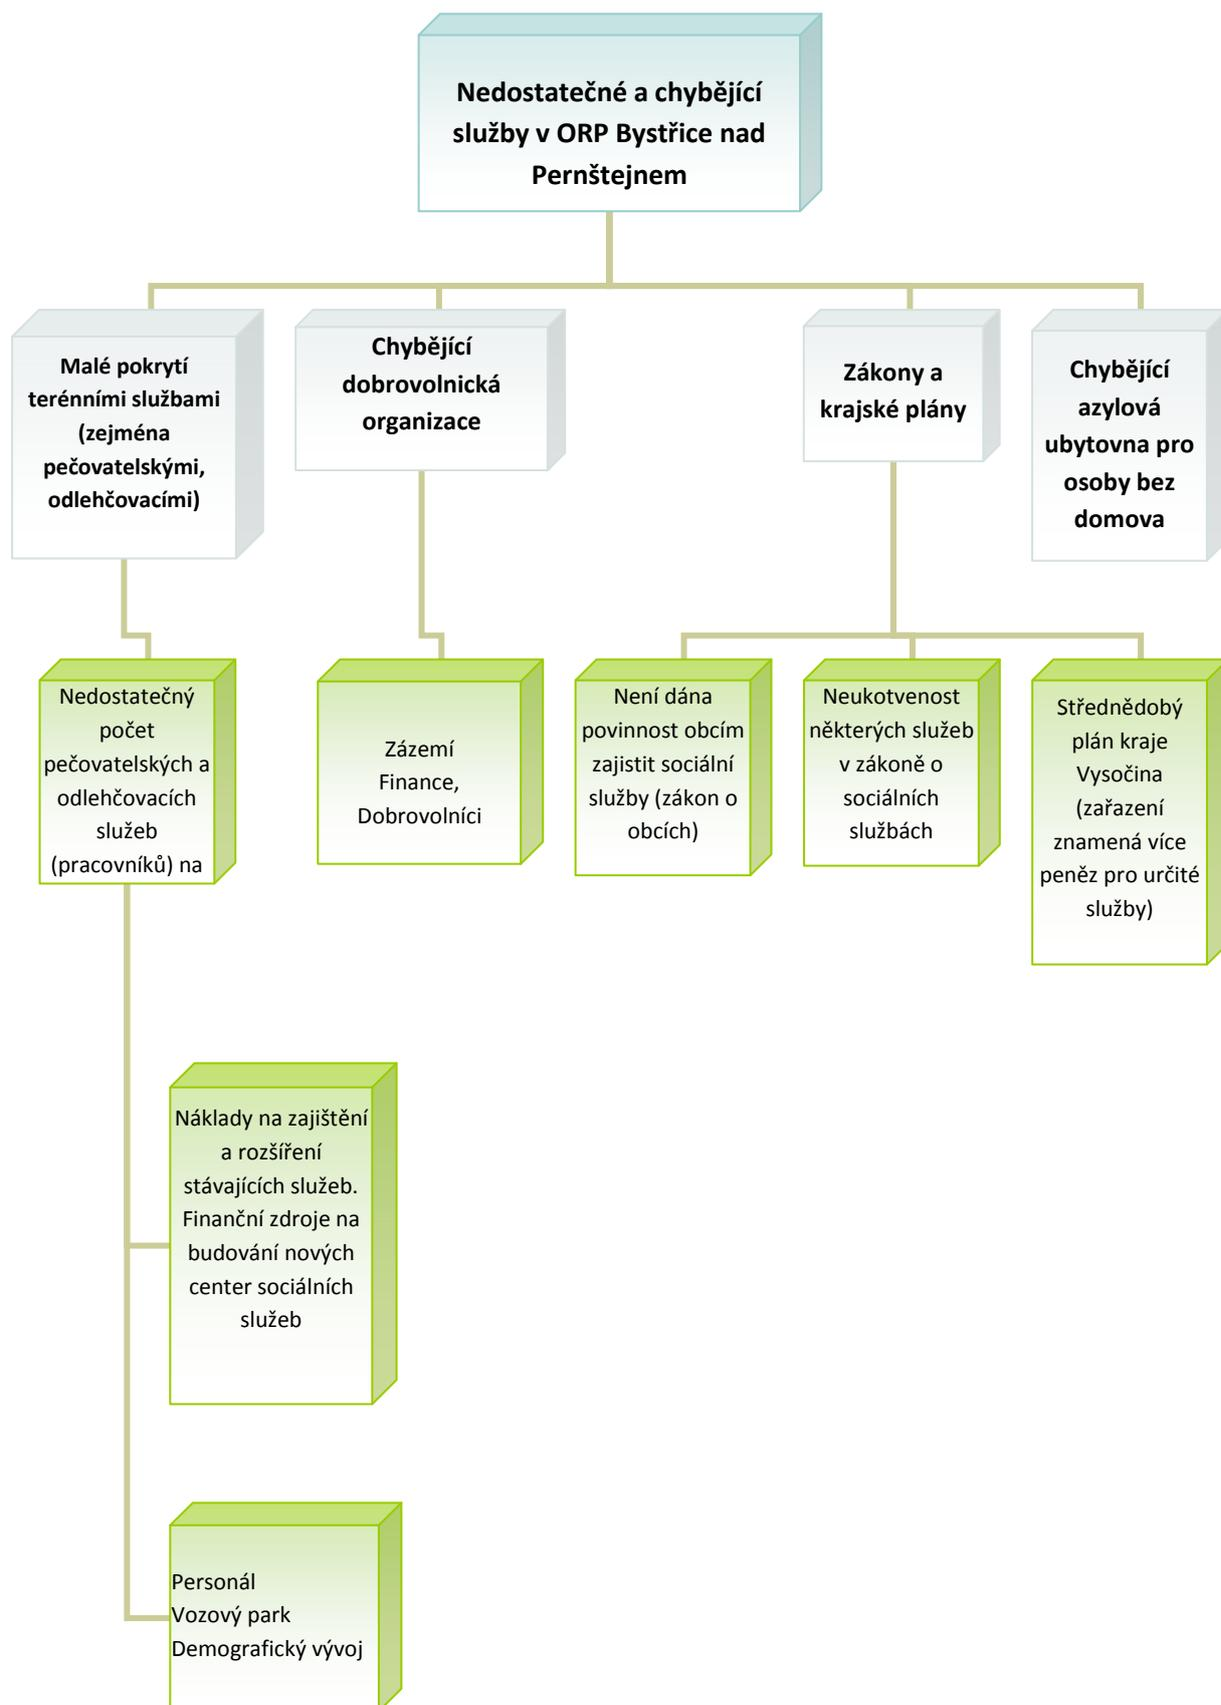 Nedostatečné a chybějící
služby v ORP Bystřice nad
Pernštejnem
Malé pokrytí
terénními službami
(zejména
pečovatelskými,
odlehčovacími)
Chybějící
dobrovolnická
organizace
Zákony a
krajské plány
Chybějící
azylová
ubytovna pro
osoby bez
domova
Nedostatečný
počet
pečovatelských a
odlehčovacích
služeb
(pracovníků) na
Zázemí
Finance,
Dobrovolníci
Není dána
povinnost obcím
zajistit sociální
služby (zákon o
obcích)
Neukotvenost
některých služeb
v zákoně o
sociálních
službách
Střednědobý
plán kraje
Vysočina
(zařazení
znamená více
peněz pro určité
služby)
Náklady na zajištění
a rozšíření
stávajících služeb.
Finanční zdroje na
budování nových
center sociálních
služeb
Personál
Vozový park
Demografický vývoj